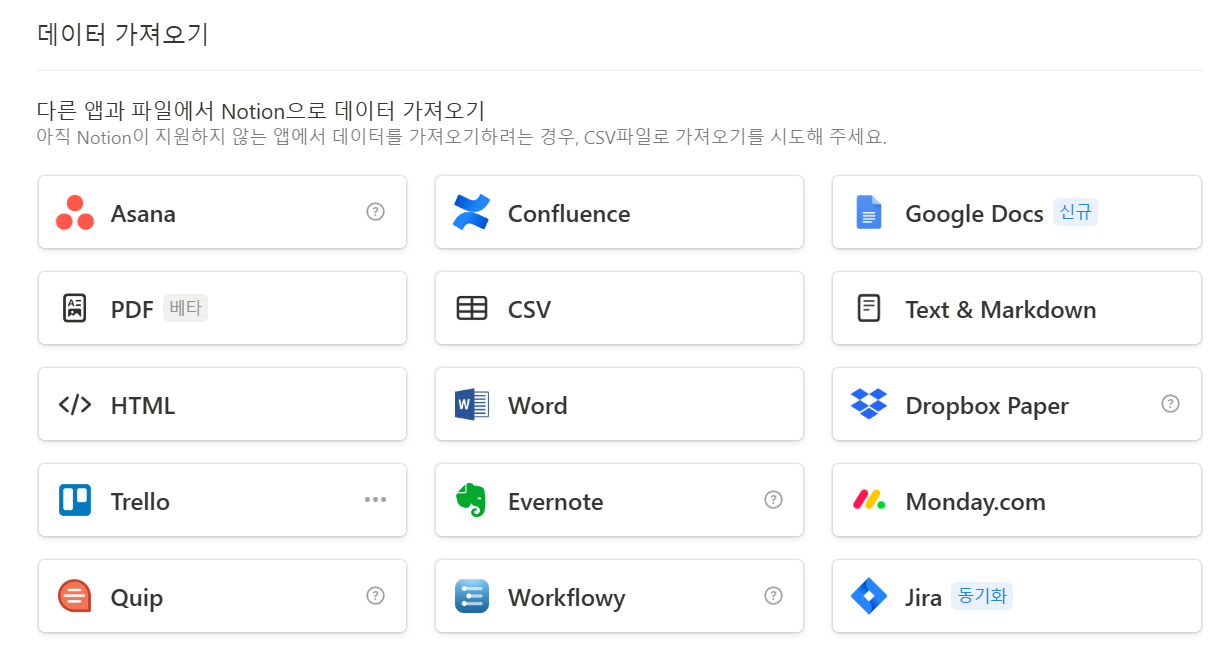 데이터 가져오기
다른 앱과 파일에서 Notion으로 데이터 가져오기
아직 Notion이 지원하지 않는 앱에서 데이터를 가져오기하려는 경우, CSV파일로 가져오기를 시도해 주세요.
Asana ?
Confluence
Google Docs 신규
PDF 베타
CSV
Text & Markdown
HTML
Word
Dropbox Paper ?
Trello •••
Evernote ?
Monday.com
Quip ?
Workflowy ?
Jira 동기화